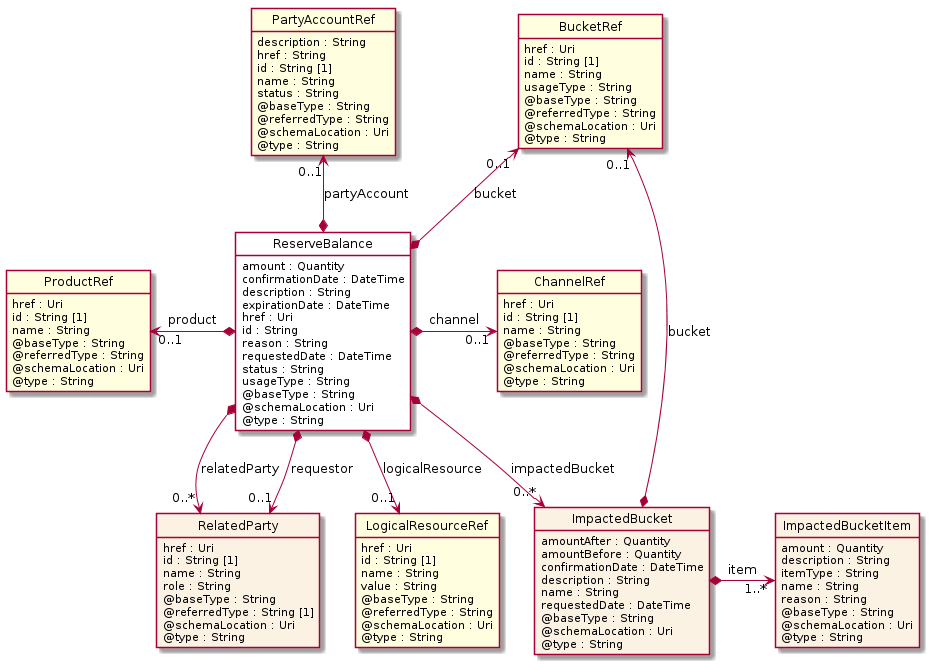 PartyAccountRef
description : String
href : String
id : String [1]
name : String
status : String
@baseType : String
@referredType : String
@schemaLocation : Uri
@type : String
BucketRef
href : Uri
id : String [1]
name : String
usageType : String
@baseType : String
@referredType : String
@schemaLocation : Uri
@type : String
0..1
partyAccount
0..1
bucket
0..1
ReserveBalance
amount : Quantity
confirmationDate : DateTime
description : String
expirationDate : DateTime
href : Uri
id : String
reason : String
requestedDate : DateTime
status : String
usageType : String
@baseType : String
@schemaLocation : Uri
@type : String
ProductRef
href : Uri
id : String [1]
name : String
@baseType : String
@referredType : String
@schemaLocation : Uri
@type : String
product
0..1
channel
0..1
ChannelRef
href : Uri
id : String [1]
name : String
@baseType : String
@referredType : String
@schemaLocation : Uri
@type : String
bucket
relatedParty
0..*
requestor
0..1
logicalResource
0..1
impactedBucket
0..*
RelatedParty
href : Uri
id : String [1]
name : String
role : String
@baseType : String
@referredType : String [1]
@schemaLocation : Uri
@type : String
LogicalResourceRef
href : Uri
id : String [1]
name : String
value : String
@baseType : String
@referredType : String
@schemaLocation : Uri
@type : String
ImpactedBucket
amountAfter : Quantity
amountBefore : Quantity
confirmationDate : DateTime
description : String
name : String
requestedDate : DateTime
@baseType : String
@schemaLocation : Uri
@type : String
item
1..*
ImpactedBucketItem
amount : Quantity
description : String
itemType : String
name : String
reason : String
@baseType : String
@schemaLocation : Uri
@type : String